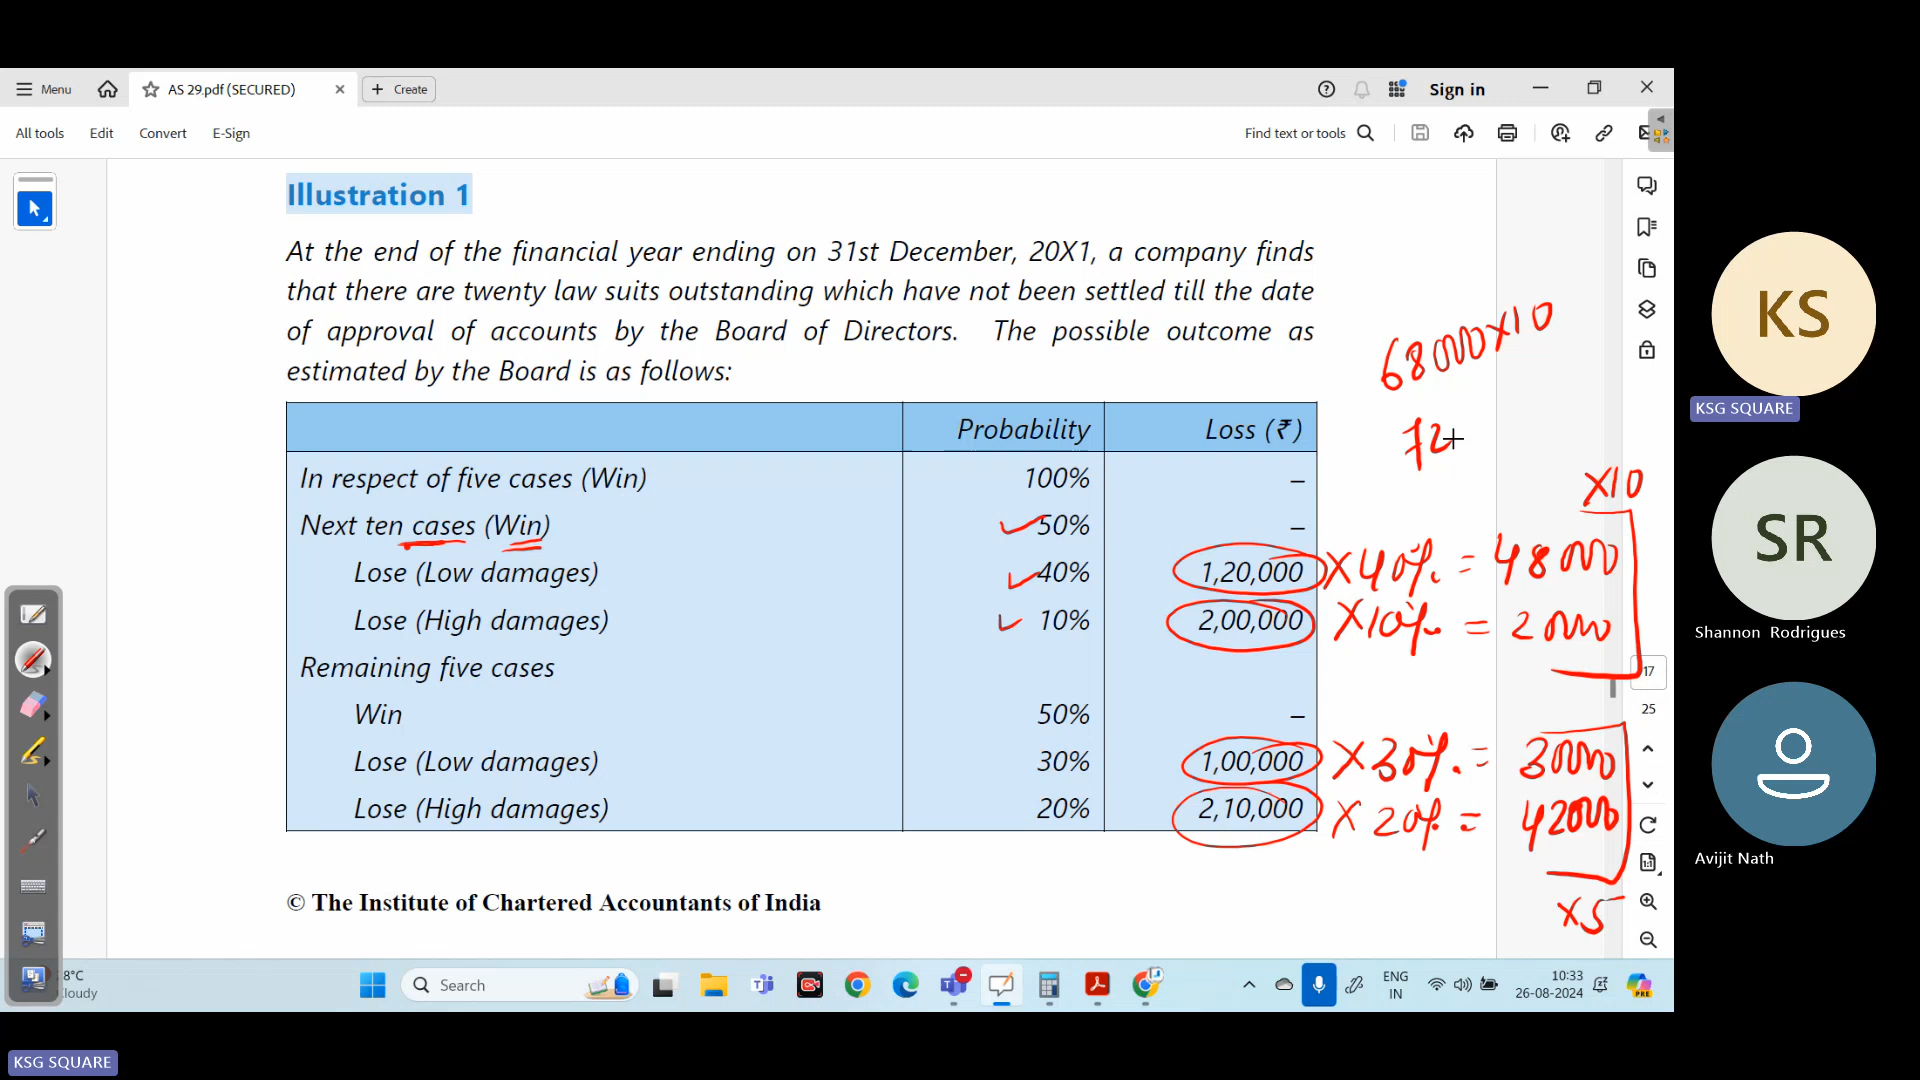 Menu
AS 29.pdf (SECURED)
Create
Sign in
All tools
Edit
Convert
E-Sign
Find text or tools
Illustration 1
At the end of the financial year ending on 31st December, 20X1, a company finds
that there are twenty law suits outstanding which have not been settled till the date
of approval of accounts by the Board of Directors. The possible outcome as
estimated by the Board is as follows:
68000X10
72
Probability Loss (₹)
X10
In respect of five cases (Win) 100% –
Next ten cases (Win) 50% –
Lose (Low damages) 40% 1,20,000 X40% = 48000
Lose (High damages) 10% 2,00,000 X10% = 20000
Remaining five cases
Win 50% –
Lose (Low damages) 30% 1,00,000 X30% = 30000
Lose (High damages) 20% 2,10,000 X20% = 42000
X5
© The Institute of Chartered Accountants of India
17
25
1:1
KS
KSG SQUARE
SR
Shannon Rodrigues
Avijit Nath
8°C
Cloudy
Search
ENG
IN
10:33
26-08-2024
PRE
KSG SQUARE